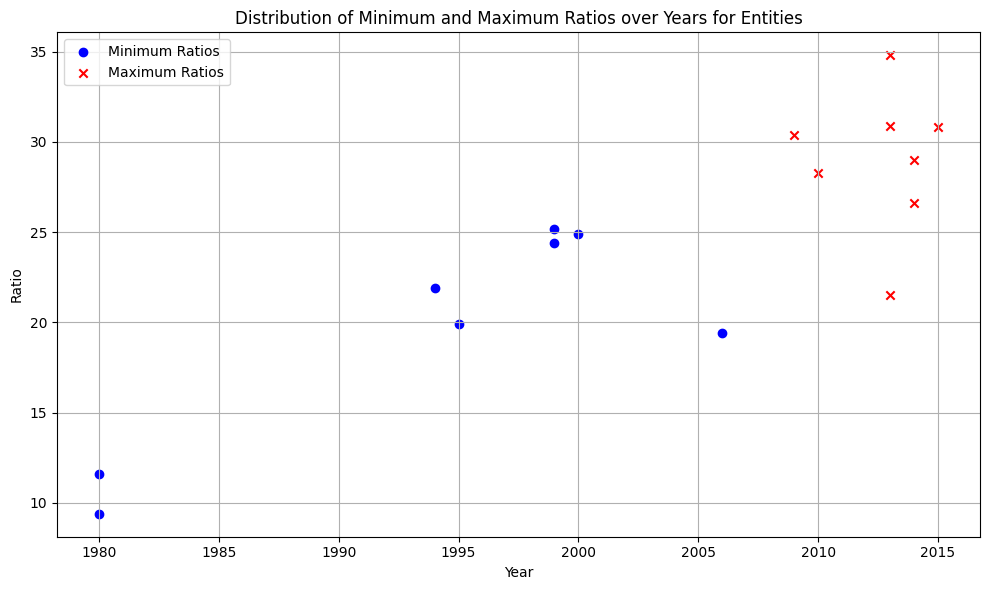 Distribution of Minimum and Maximum Ratios over Years for Entities
Minimum Ratios
Maximum Ratios
35
30
25
20
15
10
Ratio
1980 1985 1990 1995 2000 2005 2010 2015
Year